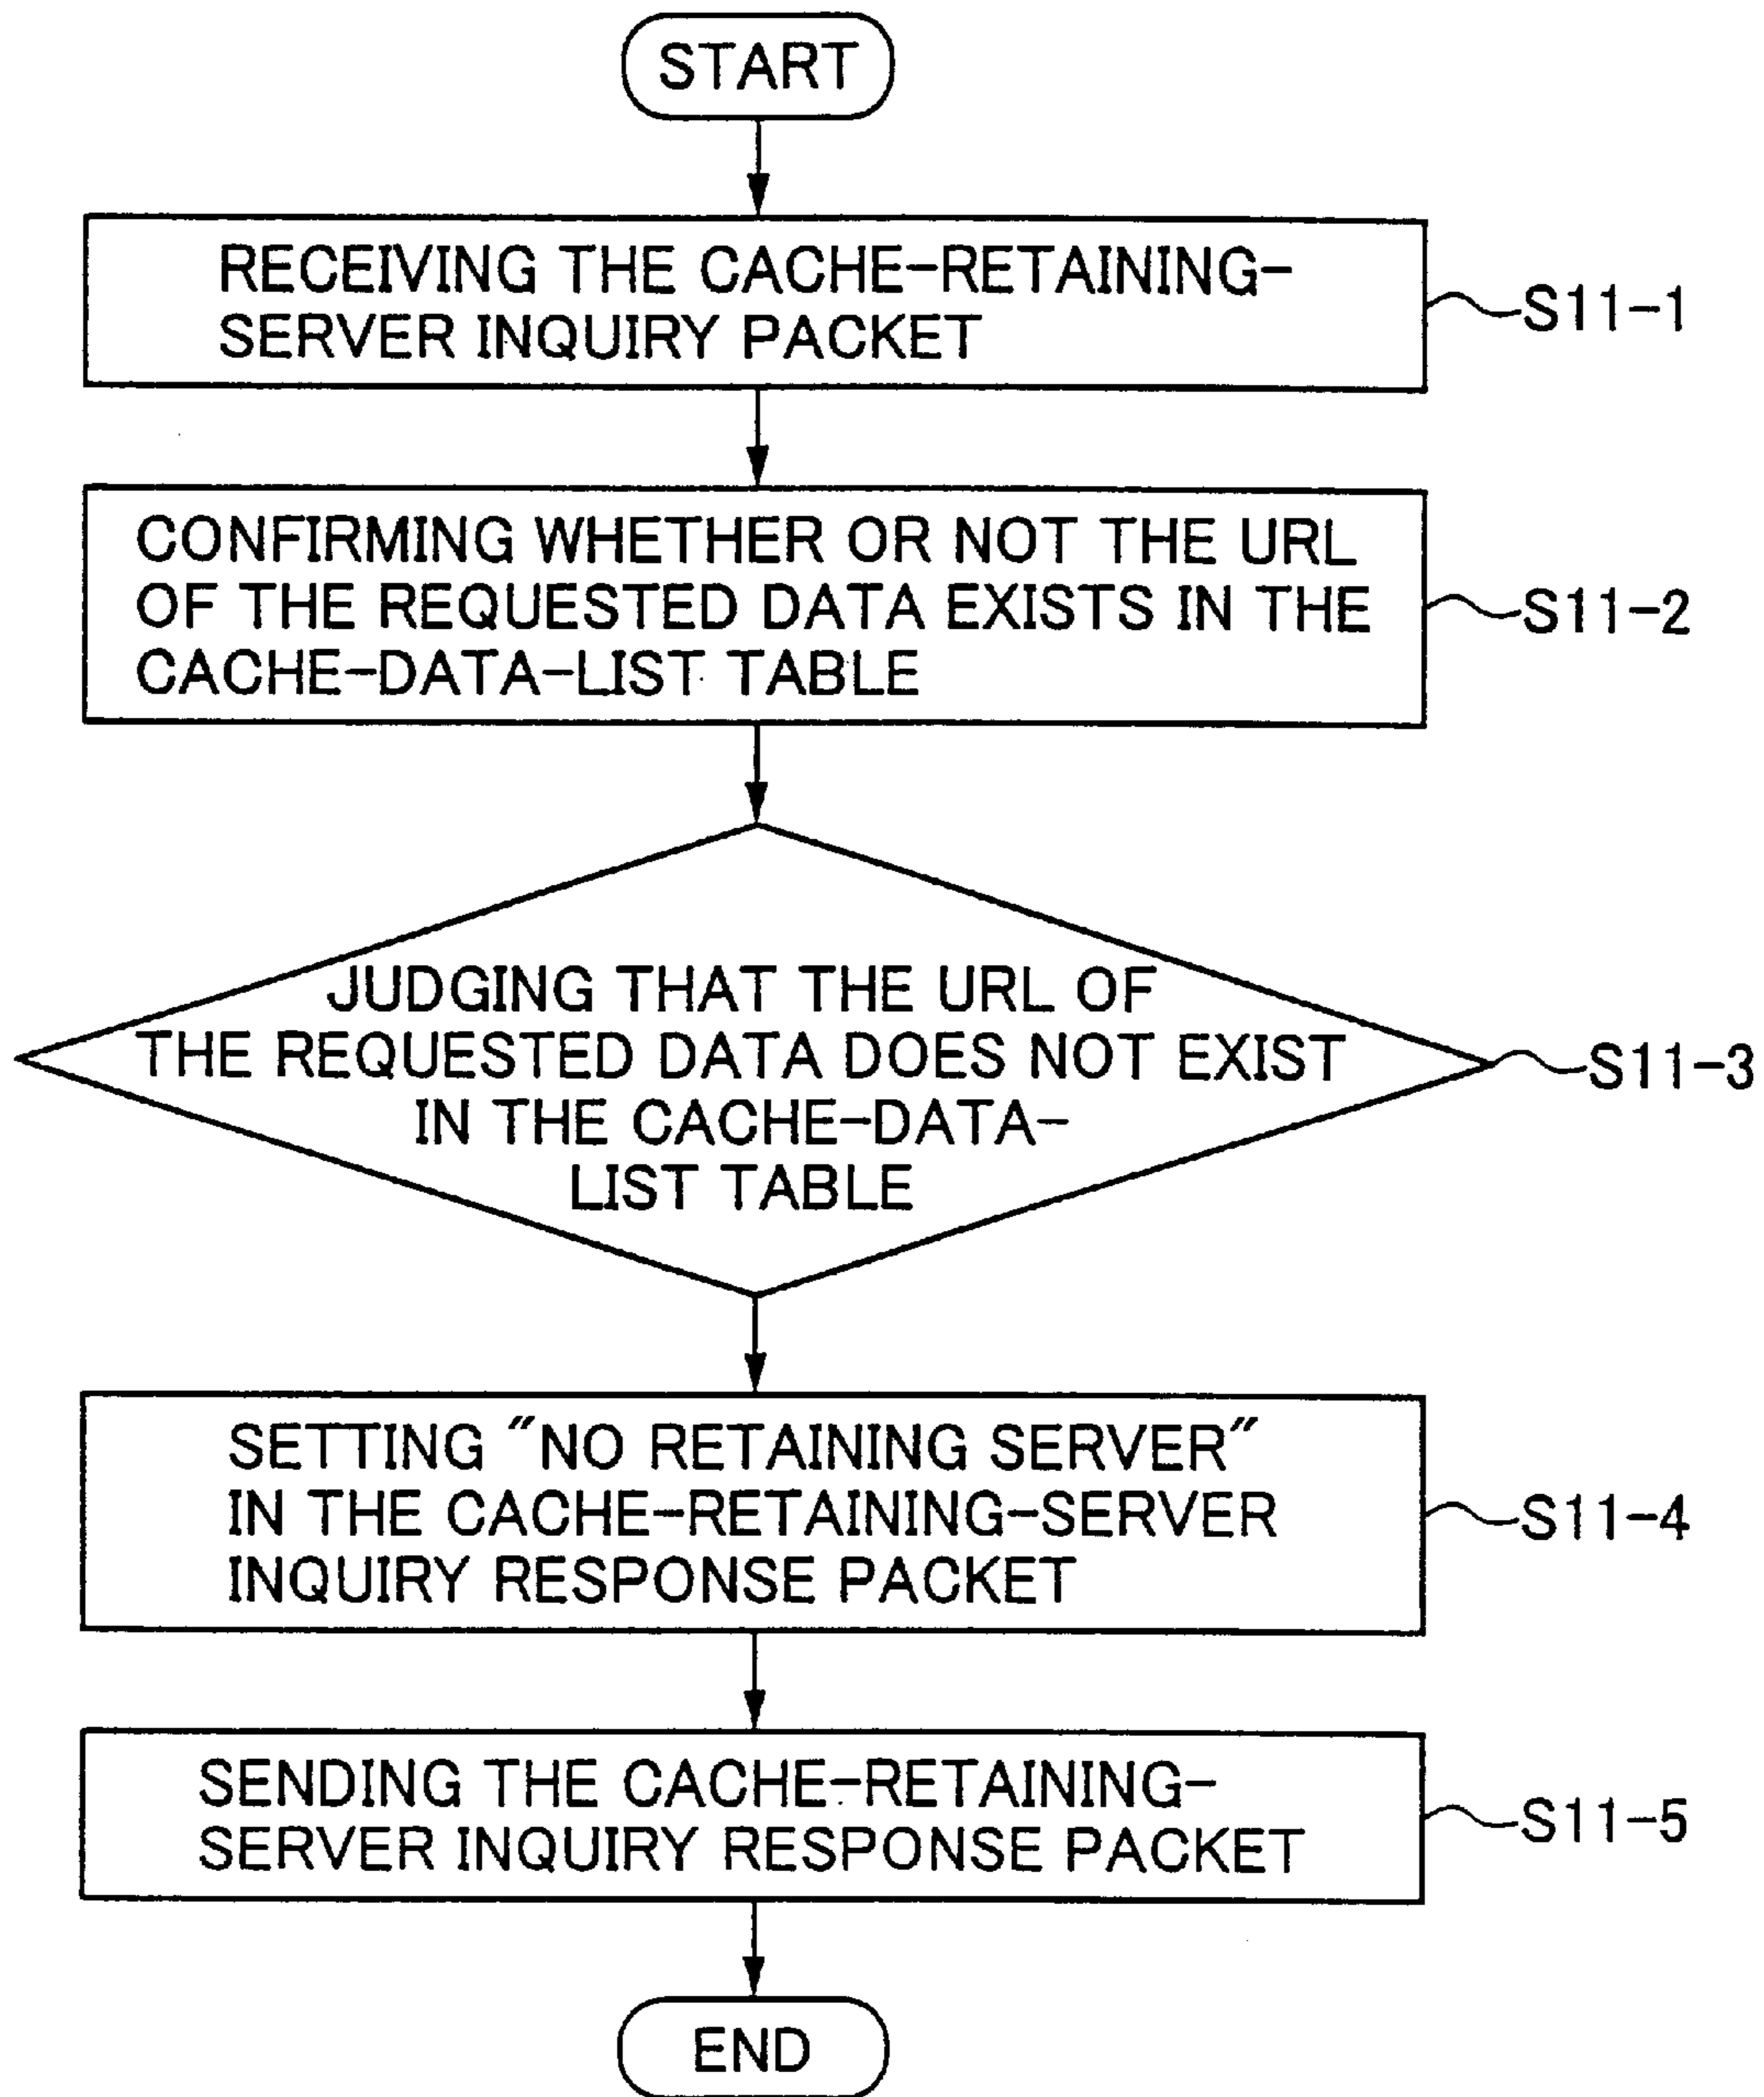 START
RECEIVING THE CACHE-RETAINING-
SERVER INQUIRY PACKET
S11-1
CONFIRMING WHETHER OR NOT THE URL
OF THE REQUESTED DATA EXISTS IN THE
CACHE-DATA-LIST TABLE
S11-2
JUDGING THAT THE URL OF
THE REQUESTED DATA DOES NOT EXIST
IN THE CACHE-DATA-
LIST TABLE
S11-3
SETTING "NO RETAINING SERVER"
IN THE CACHE-RETAINING-SERVER
INQUIRY RESPONSE PACKET
S11-4
SENDING THE CACHE-RETAINING-
SERVER INQUIRY RESPONSE PACKET
S11-5
END